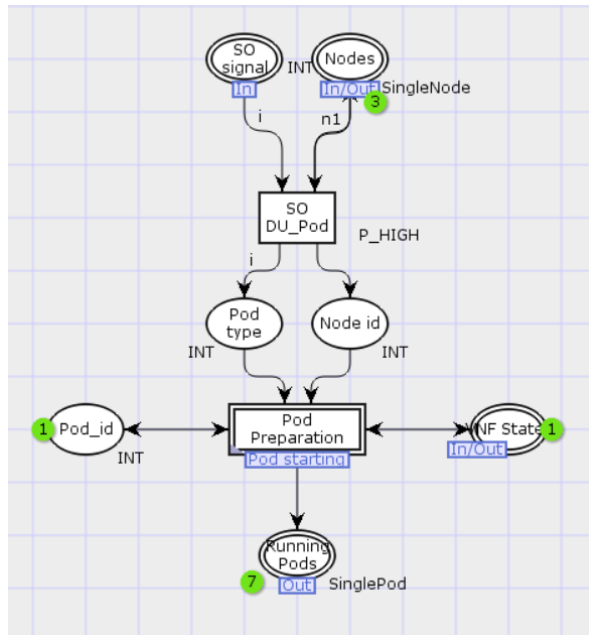 SO
signal
INT
Nodes
In
In/Out
SingleNode
3
i
n1
SO
DU_Pod
P_HIGH
i
Pod
type
Node id
INT
INT
1
Pod_id
INT
Pod
Preparation
Pod starting
VNF State
1
In/Out
Running
Pods
7
Out
SinglePod